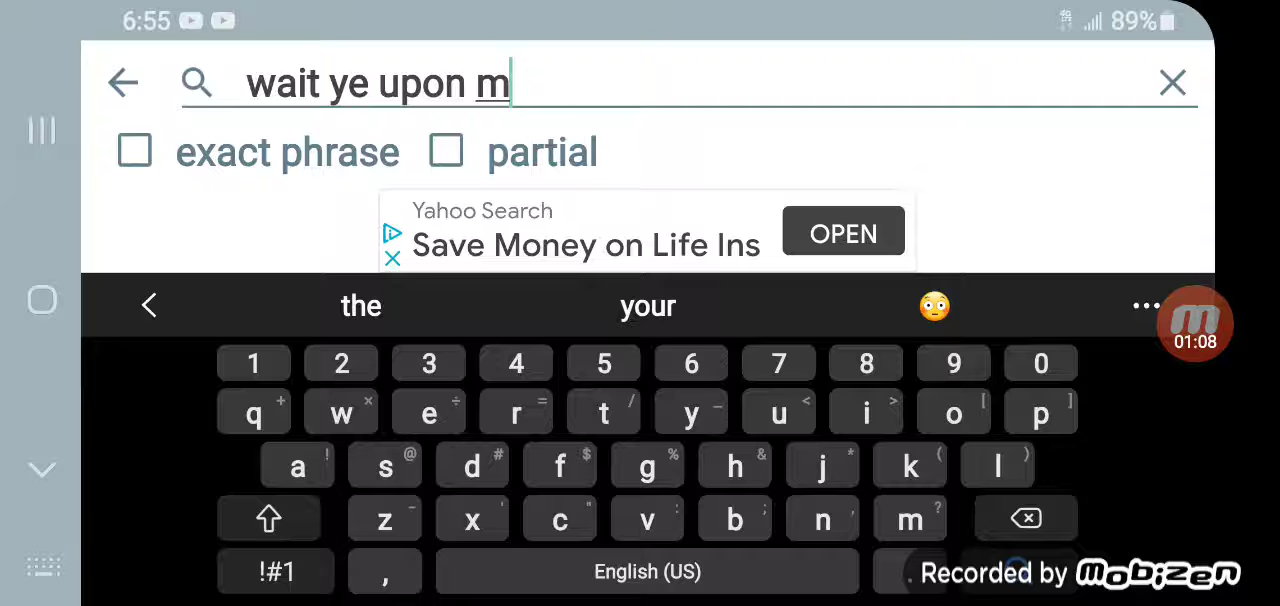 6:55 4G 89%
wait ye upon m
exact phrase partial
Yahoo Search
Save Money on Life Ins
OPEN
the your
01:08
1 2 3 4 5 6 7 8 9 0
q + w × e ÷ r = t / y _ u < i > o [ p ]
a ! s @ d # f $ g % h & j * k ( l )
z - x ' c " v : b ; n , m ?
!#1 , English (US) .
Recorded by mobizen